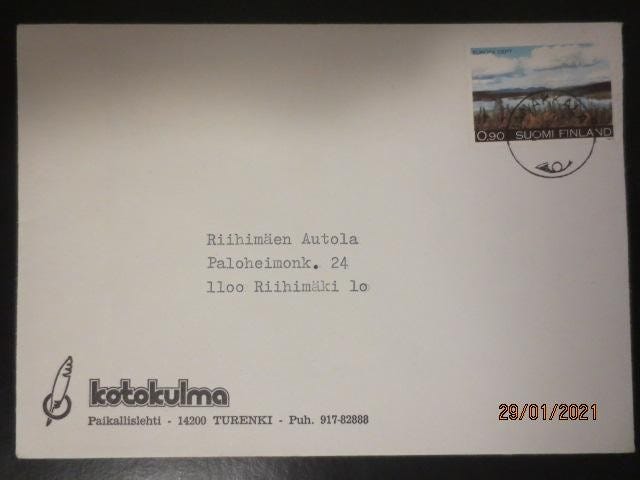 EUROPA CEPT
0,90 SUOMI FINLAND
Riihimäen Autola
Paloheimonk. 24
11oo Riihimäki lo
kotokulma
Paikallislehti - 14200 TURENKI - Puh. 917-82888
29/01/2021